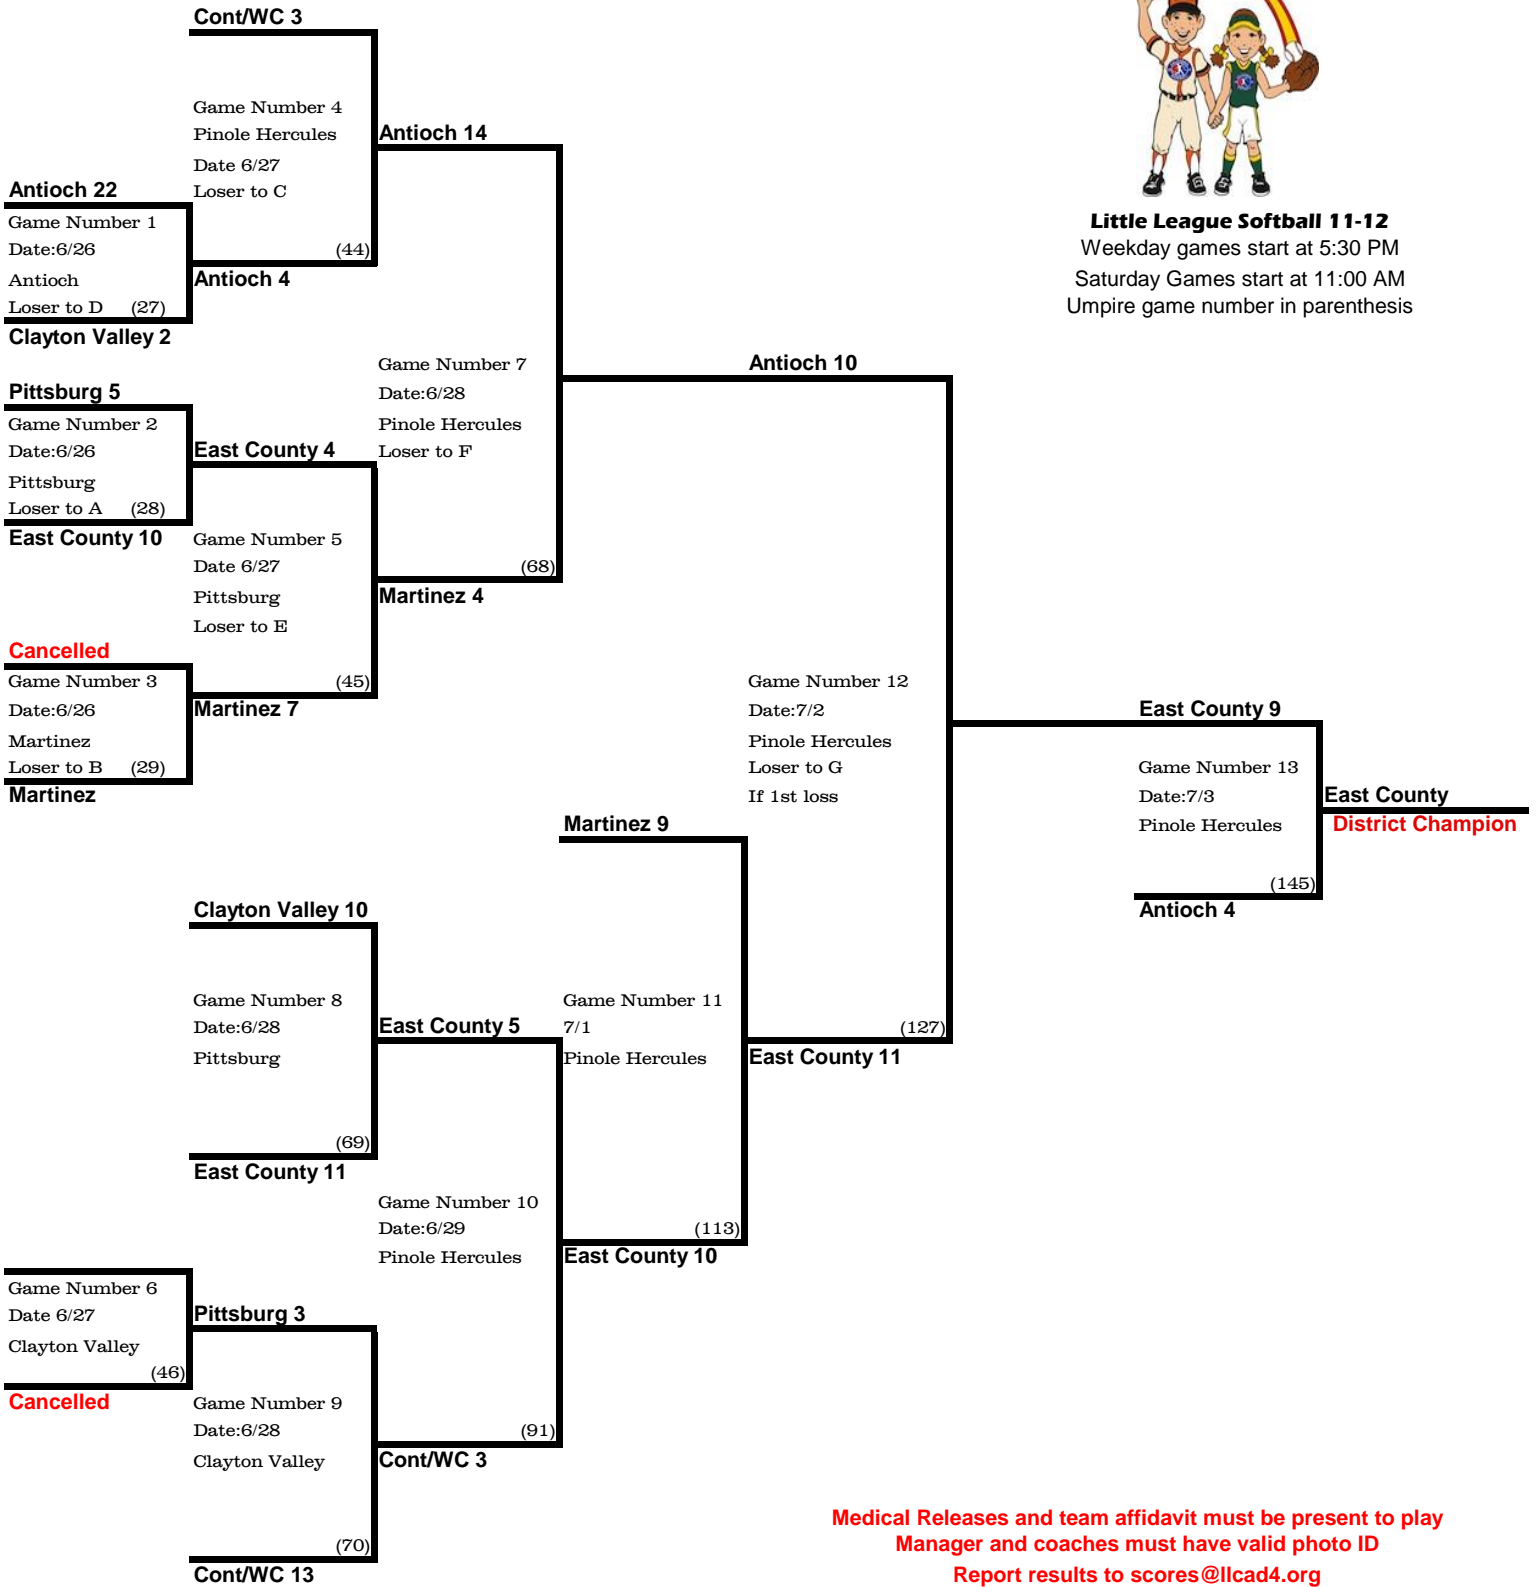 Cont/WC 3
Game Number 4
Pinole Hercules
Date 6/27
Loser to C
(44)
Antioch 14
Antioch 22
Game Number 1
Date:6/26
Antioch
Loser to D (27)
Clayton Valley 2
Antioch 4
Little League Softball 11-12
Weekday games start at 5:30 PM
Saturday Games start at 11:00 AM
Umpire game number in parenthesis
Pittsburg 5
Game Number 2
Date:6/26
Pittsburg
Loser to A (28)
East County 10
East County 4
Game Number 5
Date 6/27
Pittsburg
Loser to E
(45)
Martinez 7
Cancelled
Game Number 3
Date:6/26
Martinez
Loser to B (29)
Martinez
Game Number 7
Date:6/28
Pinole Hercules
Loser to F
(68)
Martinez 4
Antioch 10
Game Number 12
Date:7/2
Pinole Hercules
Loser to G
If 1st loss
(127)
East County 11
East County 9
Game Number 13
Date:7/3
Pinole Hercules
(145)
Antioch 4
East County
District Champion
Martinez 9
Game Number 11
7/1
Pinole Hercules
(113)
East County 10
Clayton Valley 10
Game Number 8
Date:6/28
Pittsburg
(69)
East County 11
East County 5
Game Number 10
Date:6/29
Pinole Hercules
(91)
Cont/WC 3
Game Number 6
Date 6/27
Clayton Valley
(46)
Cancelled
Pittsburg 3
Game Number 9
Date:6/28
Clayton Valley
(70)
Cont/WC 13
Medical Releases and team affidavit must be present to play
Manager and coaches must have valid photo ID
Report results to scores@llcad4.org